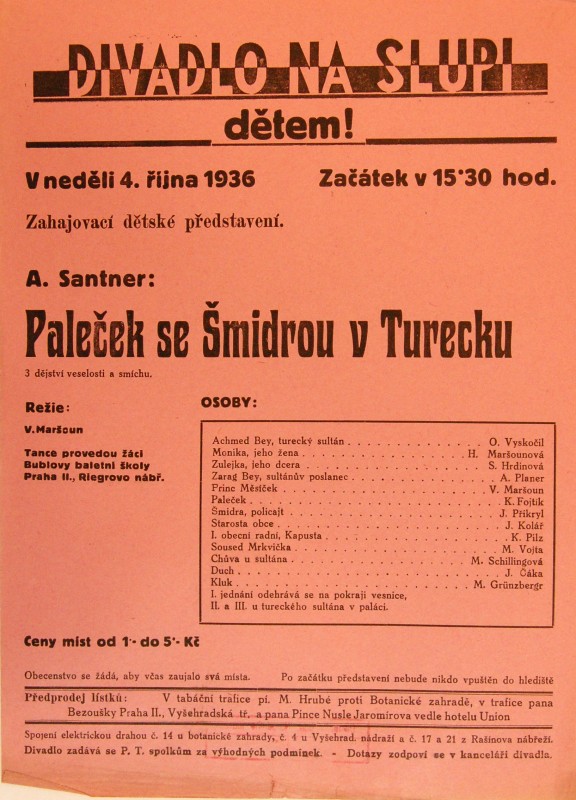 DIVADLO NA SLUPI
dětem!
V neděli 4. října 1936 Začátek v 15·30 hod.
Zahajovací dětské představení.
A. Santner:
Paleček se Šmidrou v Turecku
3 dějství veselosti a smíchu.
Režie:
V. Maršoun
Tance provedou žáci
Bublovy baletní školy
Praha II., Riegrovo nábř.
OSOBY:
Achmed Bey, turecký sultán . . . . . . . . . . . . . . O. Vyskočil
Monika, jeho žena . . . . . . . . . . . . . . H. Maršounová
Zulejka, jeho dcera . . . . . . . . . . . . . . S. Hrdinová
Zarag Bey, sultánův poslanec . . . . . . . . . . . . . . A. Planer
Princ Měsíček . . . . . . . . . . . . . . V. Maršoun
Paleček . . . . . . . . . . . . . . K. Fojtík
Šmidra, policajt . . . . . . . . . . . . . . J. Přikryl
Starosta obce . . . . . . . . . . . . . . J. Kolář
I. obecní radní, Kapusta . . . . . . . . . . . . . . K. Pilz
Soused Mrkvička . . . . . . . . . . . . . . M. Vojta
Chůva u sultána . . . . . . . . . . . . . . M. Schillingová
Duch . . . . . . . . . . . . . . J. Čáka
Kluk . . . . . . . . . . . . . . M. Grünzbergr
I. jednání odehrává se na pokraji vesnice,
II. a III. u tureckého sultána v paláci.
Ceny míst od 1·- do 5·- Kč
Obecenstvo se žádá, aby včas zaujalo svá místa. Po začátku představení nebude nikdo vpuštěn do hlediště
Předprodej lístků: V tabáční trafice pí. M. Hrubé proti Botanické zahradě, v trafice pana
Bezoušky Praha II., Vyšehradská tř. a pana Pince Nusle Jaromírova vedle hotelu Union
Spojení elektrickou drahou č. 14 u botanické zahrady, č. 4 u Vyšehrad. nádraží a č. 17 a 21 z Rašínova nábřeží.
Divadlo zadává se P. T. spolkům za výhodných podmínek. - Dotazy zodpoví se v kanceláři divadla.